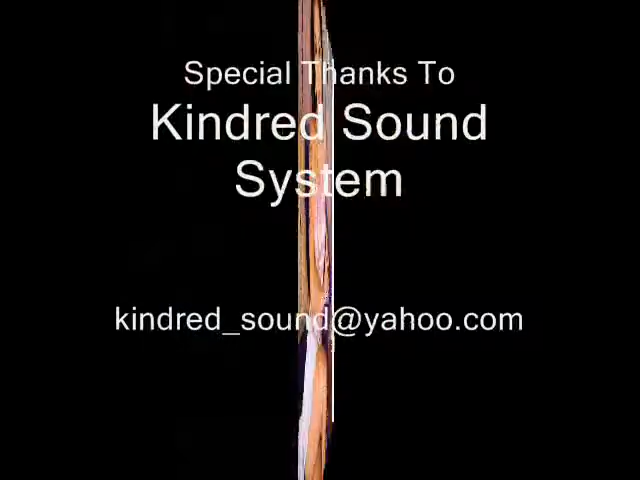 Special Thanks To
Kindred Sound
System
kindred_sound@yahoo.com